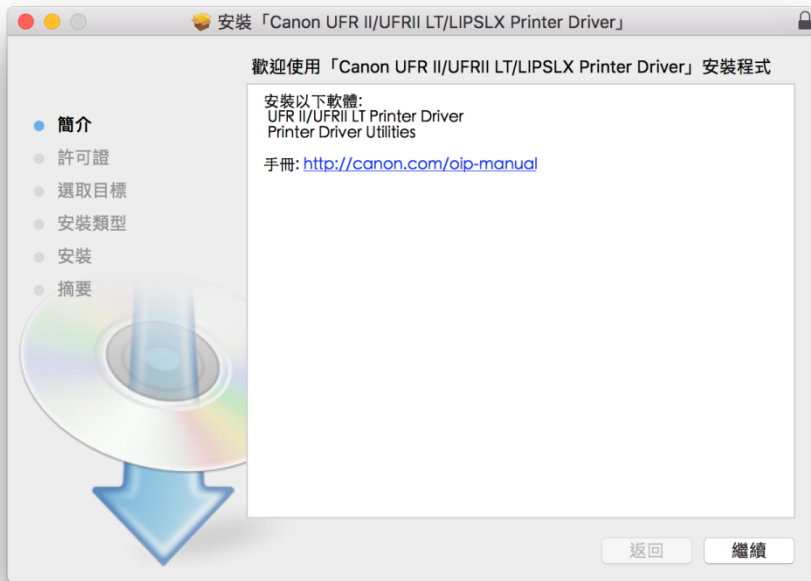 安裝「Canon UFR II/UFRII LT/LIPSLX Printer Driver」
歡迎使用「Canon UFR II/UFRII LT/LIPSLX Printer Driver」安裝程式
簡介
許可證
選取目標
安裝類型
安裝
摘要
安裝以下軟體:
UFR II/UFRII LT Printer Driver
Printer Driver Utilities
手冊: http://canon.com/oip-manual
返回
繼續